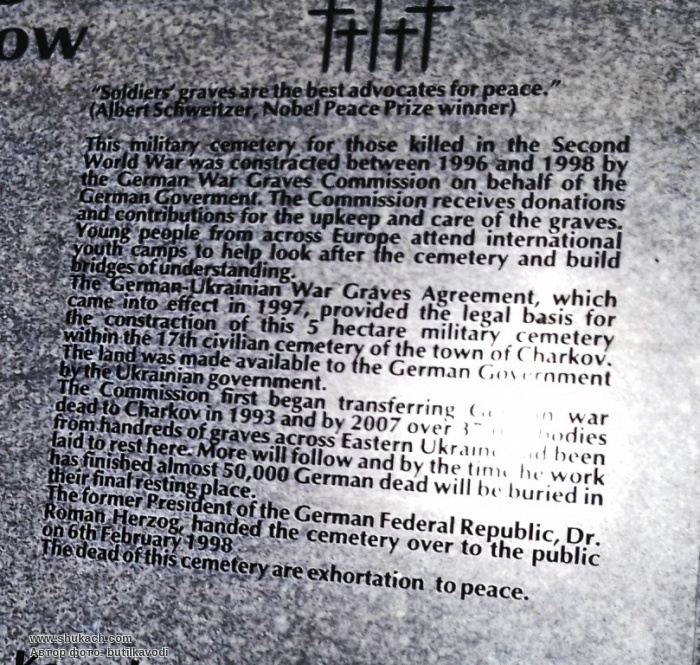 ow
"Soldiers' graves are the best advocates for peace."
(Albert Schweitzer, Nobel Peace Prize winner)
This military cemetery for those killed in the Second
World War was constracted between 1996 and 1998 by
the German War Graves Commission on behalf of the
German Goverment. The Commission receives donations
and contributions for the upkeep and care of the graves.
Young people from across Europe attend international
youth camps to help look after the cemetery and build
bridges of understanding.
The German-Ukrainian War Graves Agreement, which
came into effect in 1997, provided the legal basis for
the constraction of this 5 hectare military cemetery
within the 17th civilian cemetery of the town of Charkov.
The land was made available to the German Government
by the Ukrainian government.
The Commission first began transferring war
dead to Charkov in 1993 and by 2007 over bodies
from hundreds of graves across Eastern Ukraine been
laid to rest here. More will follow and by the time he work
has finished almost 50,000 German dead will be buried in
their final resting place.
The former President of the German Federal Republic, Dr.
Roman Herzog, handed the cemetery over to the public
on 6th February 1998
The dead of this cemetery are exhortation to peace.
www.shukach.com
Автор фото: butilkavodi